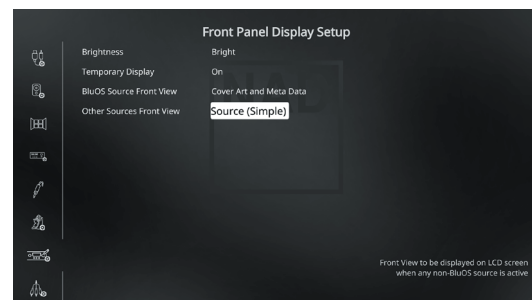 Front Panel Display Setup
Brightness Bright
Temporary Display On
BluOS Source Front View Cover Art and Meta Data
Other Sources Front View Source (Simple)
Front View to be displayed on LCD screen
when any non-BluOS source is active
NAD